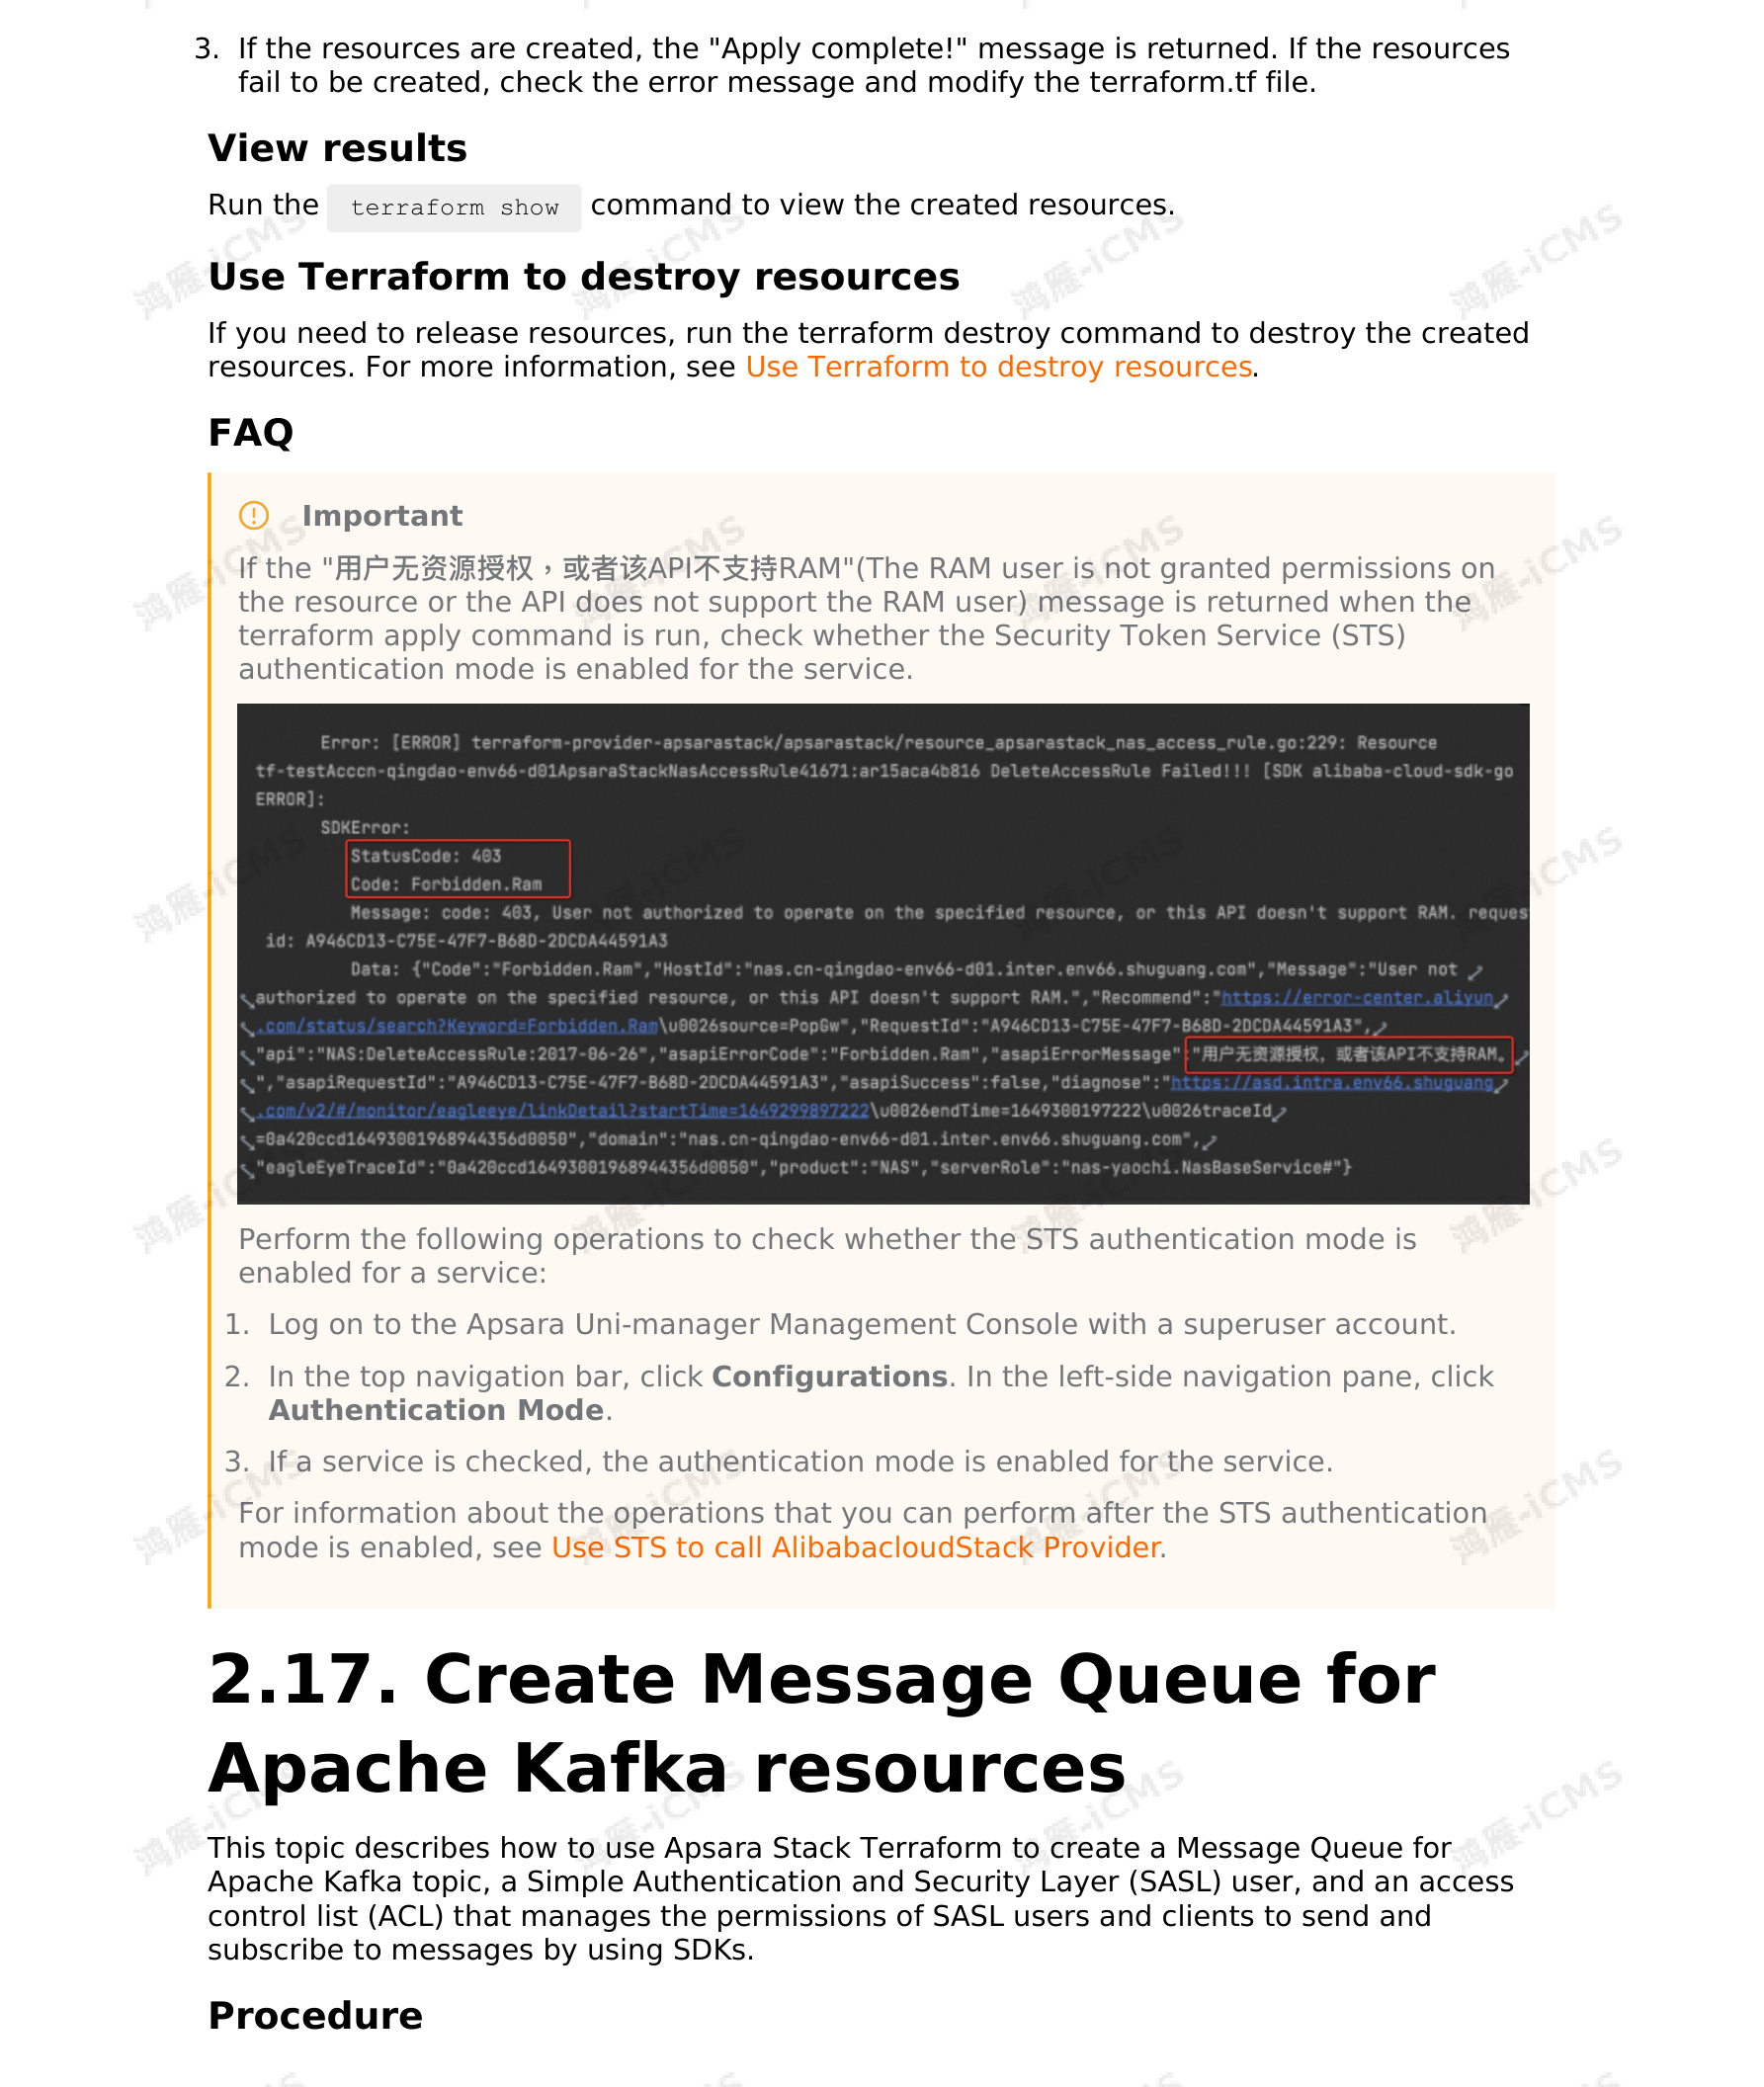 3. If the resources are created, the "Apply complete!" message is returned. If the resources
fail to be created, check the error message and modify the terraform.tf file.
View results
Run the terraform show command to view the created resources.
Use Terraform to destroy resources
If you need to release resources, run the terraform destroy command to destroy the created
resources. For more information, see Use Terraform to destroy resources.
FAQ
Important
If the "用户无资源授权，或者该API不支持RAM"(The RAM user is not granted permissions on
the resource or the API does not support the RAM user) message is returned when the
terraform apply command is run, check whether the Security Token Service (STS)
authentication mode is enabled for the service.
Error: [ERROR] terraform-provider-apsarastack/apsarastack/resource_apsarastack_nas_access_rule.go:229: Resource
tf-testAcccn-qingdao-env66-d01ApsaraStackNasAccessRule41671:ar15aca4b816 DeleteAccessRule Failed!!! [SDK alibaba-cloud-sdk-go
ERROR]:
SDKError:
StatusCode: 403
Code: Forbidden.Ram
Message: code: 403, User not authorized to operate on the specified resource, or this API doesn't support RAM. reques
id: A946CD13-C75E-47F7-B68D-2DCDA44591A3
Data: {"Code":"Forbidden.Ram","HostId":"nas.cn-qingdao-env66-d01.inter.env66.shuguang.com","Message":"User not
authorized to operate on the specified resource, or this API doesn't support RAM.","Recommend":"https://error-center.aliyun
.com/status/search?Keyword=Forbidden.Ram\u0026source=PopGw","RequestId":"A946CD13-C75E-47F7-B68D-2DCDA44591A3",
"api":"NAS:DeleteAccessRule:2017-06-26","asapiErrorCode":"Forbidden.Ram","asapiErrorMessage":"用户无资源授权，或者该API不支持RAM。
","asapiRequestId":"A946CD13-C75E-47F7-B68D-2DCDA44591A3","asapiSuccess":false,"diagnose":"https://asd.intra.env66.shuguang
.com/v2/#/monitor/eagleeye/linkDetail?startTime=1649299897222\u0026endTime=1649300197222\u0026traceId
=0a420ccd16493001968944356d0050","domain":"nas.cn-qingdao-env66-d01.inter.env66.shuguang.com",
"eagleEyeTraceId":"0a420ccd16493001968944356d0050","product":"NAS","serverRole":"nas-yaochi.NasBaseService#"}
Perform the following operations to check whether the STS authentication mode is
enabled for a service:
1. Log on to the Apsara Uni-manager Management Console with a superuser account.
2. In the top navigation bar, click Configurations. In the left-side navigation pane, click
Authentication Mode.
3. If a service is checked, the authentication mode is enabled for the service.
For information about the operations that you can perform after the STS authentication
mode is enabled, see Use STS to call AlibabacloudStack Provider.
2.17. Create Message Queue for
Apache Kafka resources
This topic describes how to use Apsara Stack Terraform to create a Message Queue for
Apache Kafka topic, a Simple Authentication and Security Layer (SASL) user, and an access
control list (ACL) that manages the permissions of SASL users and clients to send and
subscribe to messages by using SDKs.
Procedure
鸿雁-iCMS